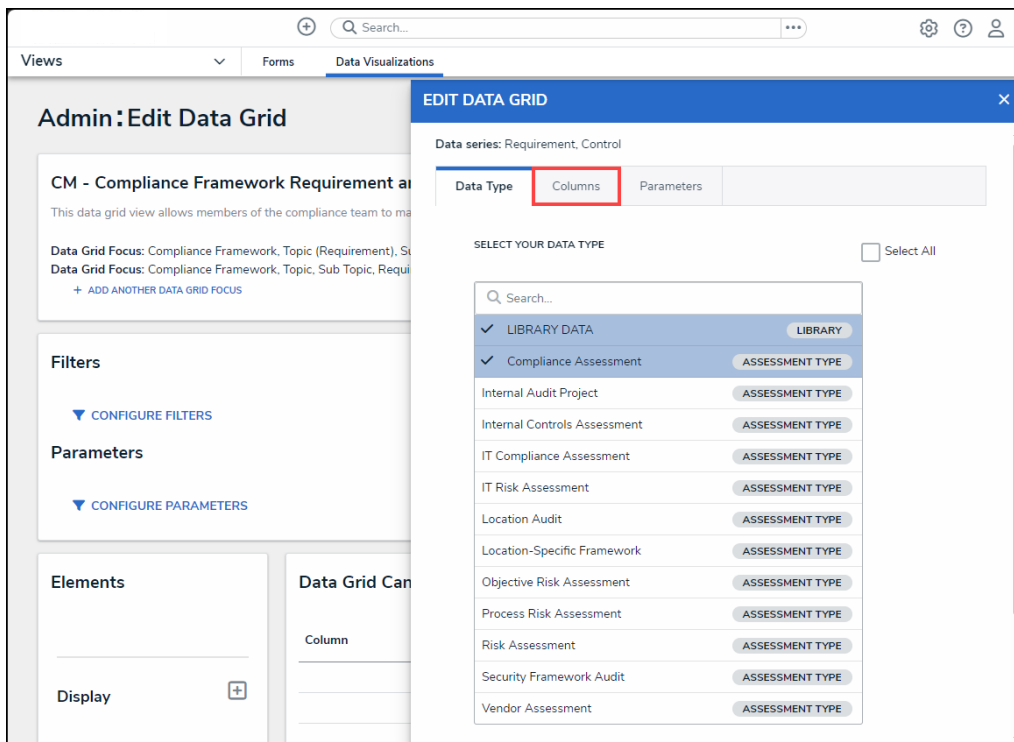 Search...
Views
Forms
Data Visualizations
Admin:Edit Data Grid
CM - Compliance Framework Requirement
This data grid view allows members of the compliance team to
Data Grid Focus: Compliance Framework, Topic (Requirement),
Data Grid Focus: Compliance Framework, Topic, Sub Topic,
+ ADD ANOTHER DATA GRID FOCUS
Filters
CONFIGURE FILTERS
Parameters
CONFIGURE PARAMETERS
Elements
Display
Data Grid
Column
EDIT DATA GRID
Data series: Requirement, Control
Data Type
Columns
Parameters
SELECT YOUR DATA TYPE
Select All
Search...
LIBRARY DATA LIBRARY
Compliance Assessment ASSESSMENT TYPE
Internal Audit Project ASSESSMENT TYPE
Internal Controls Assessment ASSESSMENT TYPE
IT Compliance Assessment ASSESSMENT TYPE
IT Risk Assessment ASSESSMENT TYPE
Location Audit ASSESSMENT TYPE
Location-Specific Framework ASSESSMENT TYPE
Objective Risk Assessment ASSESSMENT TYPE
Process Risk Assessment ASSESSMENT TYPE
Risk Assessment ASSESSMENT TYPE
Security Framework Audit ASSESSMENT TYPE
Vendor Assessment ASSESSMENT TYPE